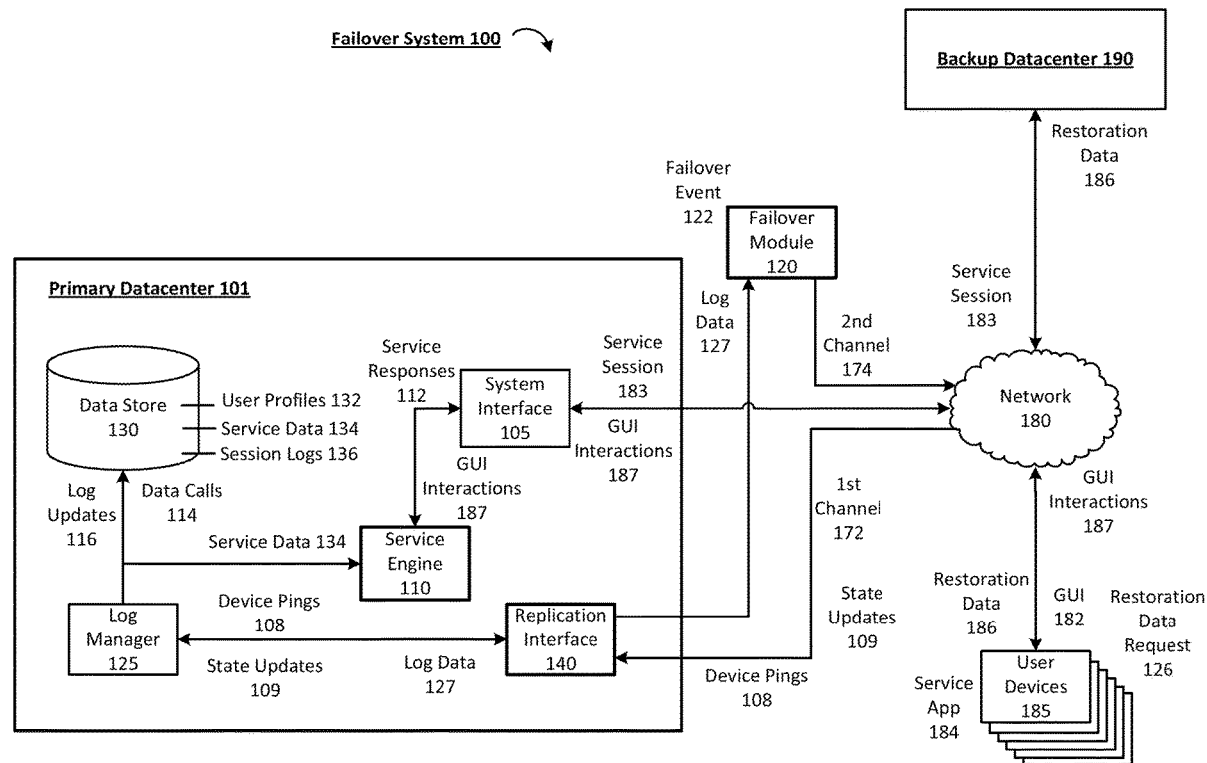 Failover System 100
Backup Datacenter 190
Restoration
Data
186
Failover
Event
122
Failover
Module
120
Primary Datacenter 101
Log
Data
127
2nd
Channel
174
Service
Session
183
Service
Responses
112
Service
Session
183
System
Interface
105
GUI
Interactions
187
Network
180
Data Store
130
User Profiles 132
Service Data 134
Session Logs 136
GUI
Interactions
187
Log
Updates
116
Data Calls
114
1st
Channel
172
GUI
Interactions
187
Service Data 134
Service
Engine
110
Device Pings
108
Log
Manager
125
State Updates
109
Log Data
127
Replication
Interface
140
State
Updates
109
Device Pings
108
Restoration
Data
186
GUI
182
Restoration
Data
Request
126
Service
App
184
User
Devices
185